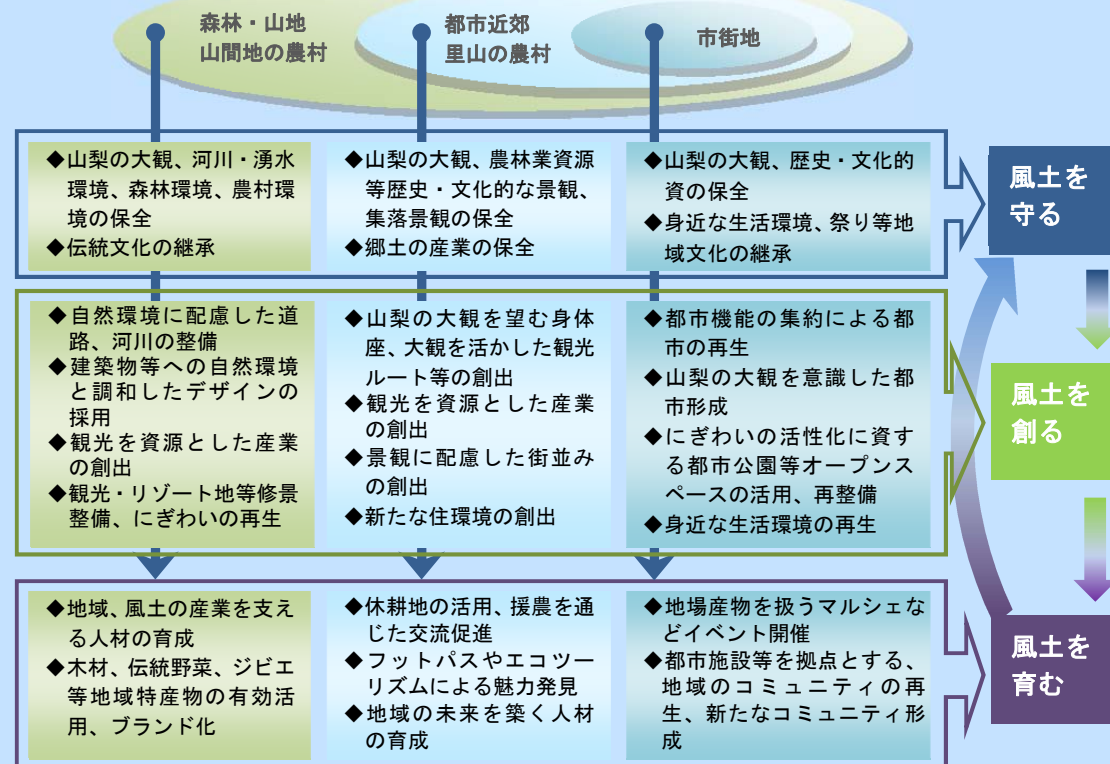 森林・山地
山間地の農村
都市近郊
里山の農村
市街地
◆山梨の大観、河川・湧水
環境、森林環境、農村環
境の保全
◆伝統文化の継承
◆山梨の大観、農林業資源
等歴史・文化的な景観、
集落景観の保全
◆郷土の産業の保全
◆山梨の大観、歴史・文化的
資の保全
◆身近な生活環境、祭り等地
域文化の継承
風土を
守る
◆自然環境に配慮した道
路、河川の整備
◆建築物等への自然環境
と調和したデザインの
採用
◆観光を資源とした産業
の創出
◆観光・リゾート地等修景
整備、にぎわいの再生
◆山梨の大観を望む身体
座、大観を活かした観光
ルート等の創出
◆観光を資源とした産業
の創出
◆景観に配慮した街並み
の創出
◆新たな住環境の創出
◆都市機能の集約による都
市の再生
◆山梨の大観を意識した都
市形成
◆にぎわいの活性化に資す
る都市公園等オープンス
ペースの活用、再整備
◆身近な生活環境の再生
風土を
創る
◆地域、風土の産業を支え
る人材の育成
◆木材、伝統野菜、ジビエ
等地域特産物の有効活
用、ブランド化
◆休耕地の活用、援農を通
じた交流促進
◆フットパスやエコツー
リズムによる魅力発見
◆地域の未来を築く人材
の育成
◆地場産物を扱うマルシェな
どイベント開催
◆都市施設等を拠点とする、
地域のコミュニティの再
生、新たなコミュニティ形
成
風土を
育む